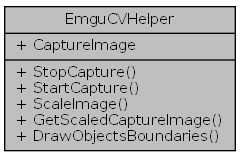 EmguCVHelper
+ CaptureImage
+ StopCapture()
+ StartCapture()
+ ScaleImage()
+ GetScaledCaptureImage()
+ DrawObjectsBoundaries()